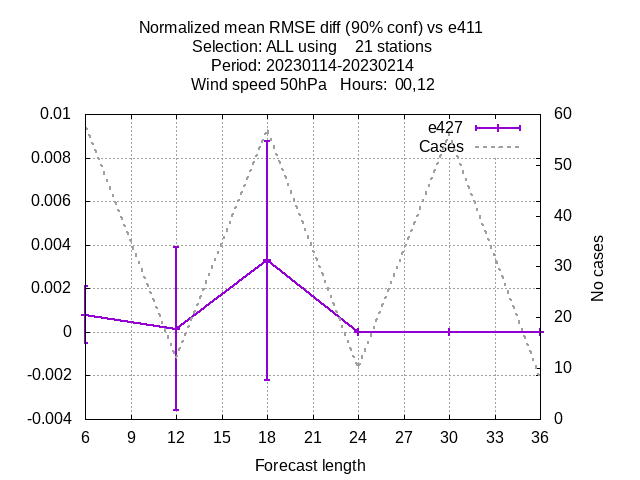 Normalized mean RMSE diff (90% conf) vs e411
Selection: ALL using    21 stations
Period: 20230114-20230214
Wind speed 50hPa   Hours:  00,12
e427
Cases
0.01
0.008
0.006
0.004
0.002
0
-0.002
-0.004
60
50
40
30
20
10
0
No cases
6 9 12 15 18 21 24 27 30 33 36
Forecast length